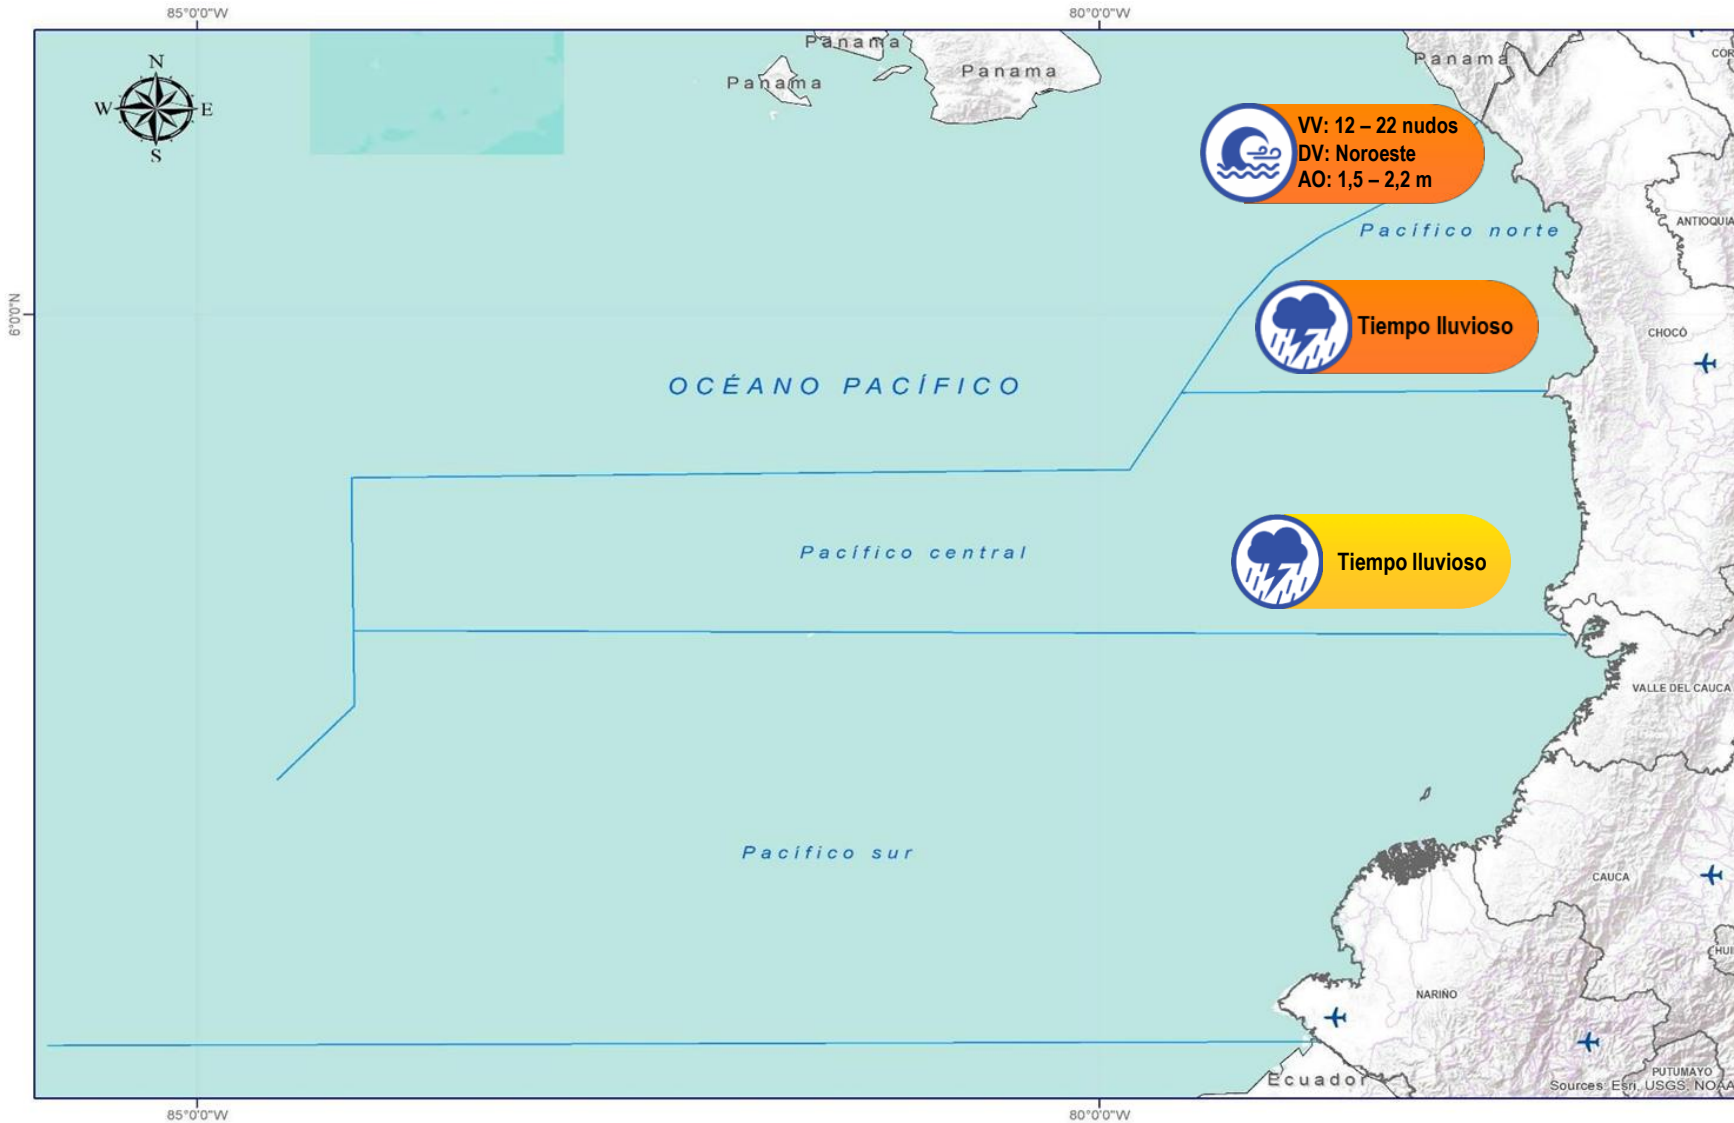 85°0'0"W
80°0'0"W
N
W
E
S
Panama
Panama
Panama
Panama
VV: 12 – 22 nudos
DV: Noroeste
AO: 1,5 – 2,2 m
ANTIOQUIA
Pacífico norte
6°0'0"N
Tiempo lluvioso
CHOCÓ
OCÉANO PACÍFICO
Pacífico central
Tiempo lluvioso
VALLE DEL CAUCA
Pacífico sur
CAUCA
HUI
NARIÑO
PUTUMAYO
Ecuador
Sources: Esri, USGS, NOAA
85°0'0"W
80°0'0"W